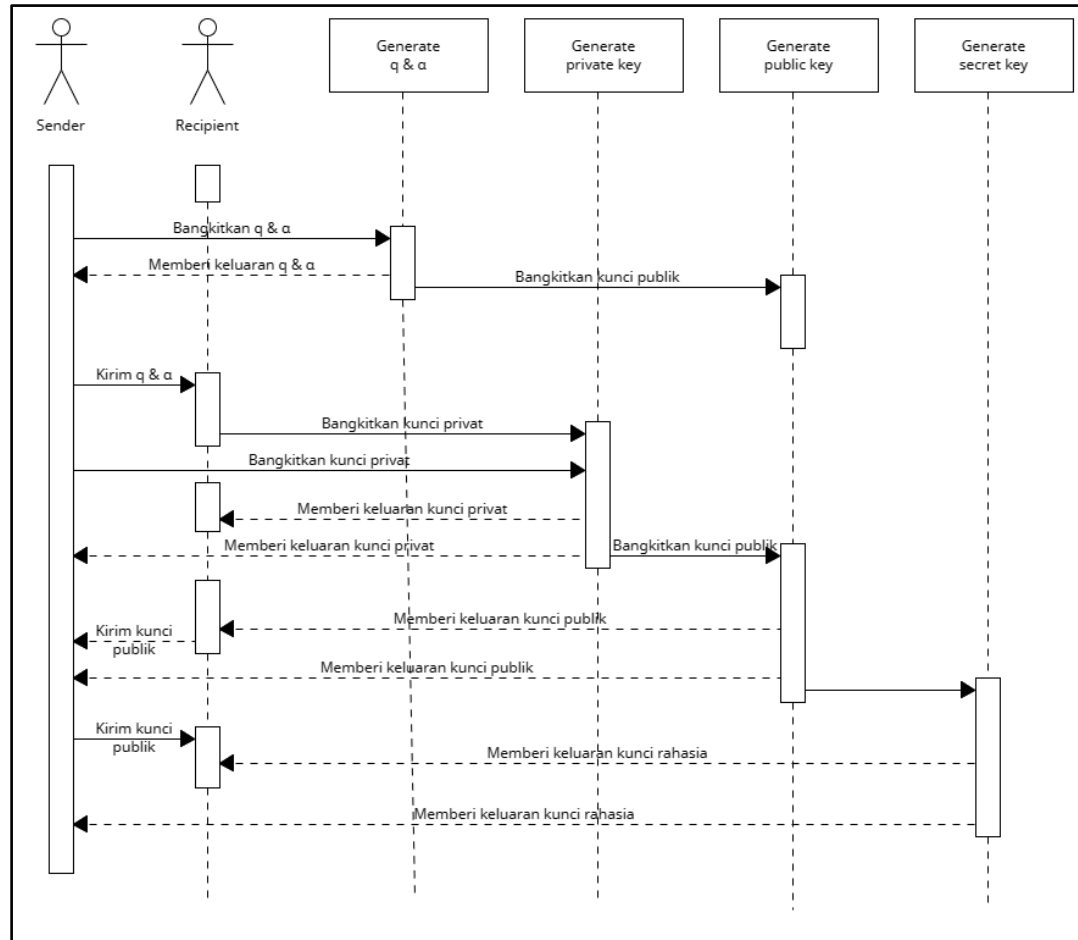 Generate
q & α
Generate
private key
Generate
public key
Generate
secret key
Sender
Recipient
Bangkitkan q & α
Memberi keluaran q & α
Bangkitkan kunci publik
Kirim q & α
Bangkitkan kunci privat
Bangkitkan kunci privat
Memberi keluaran kunci privat
Memberi keluaran kunci privat
Bangkitkan kunci publik
Memberi keluaran kunci publik
Kirim kunci
publik
Memberi keluaran kunci publik
Kirim kunci
publik
Memberi keluaran kunci rahasia
Memberi keluaran kunci rahasia